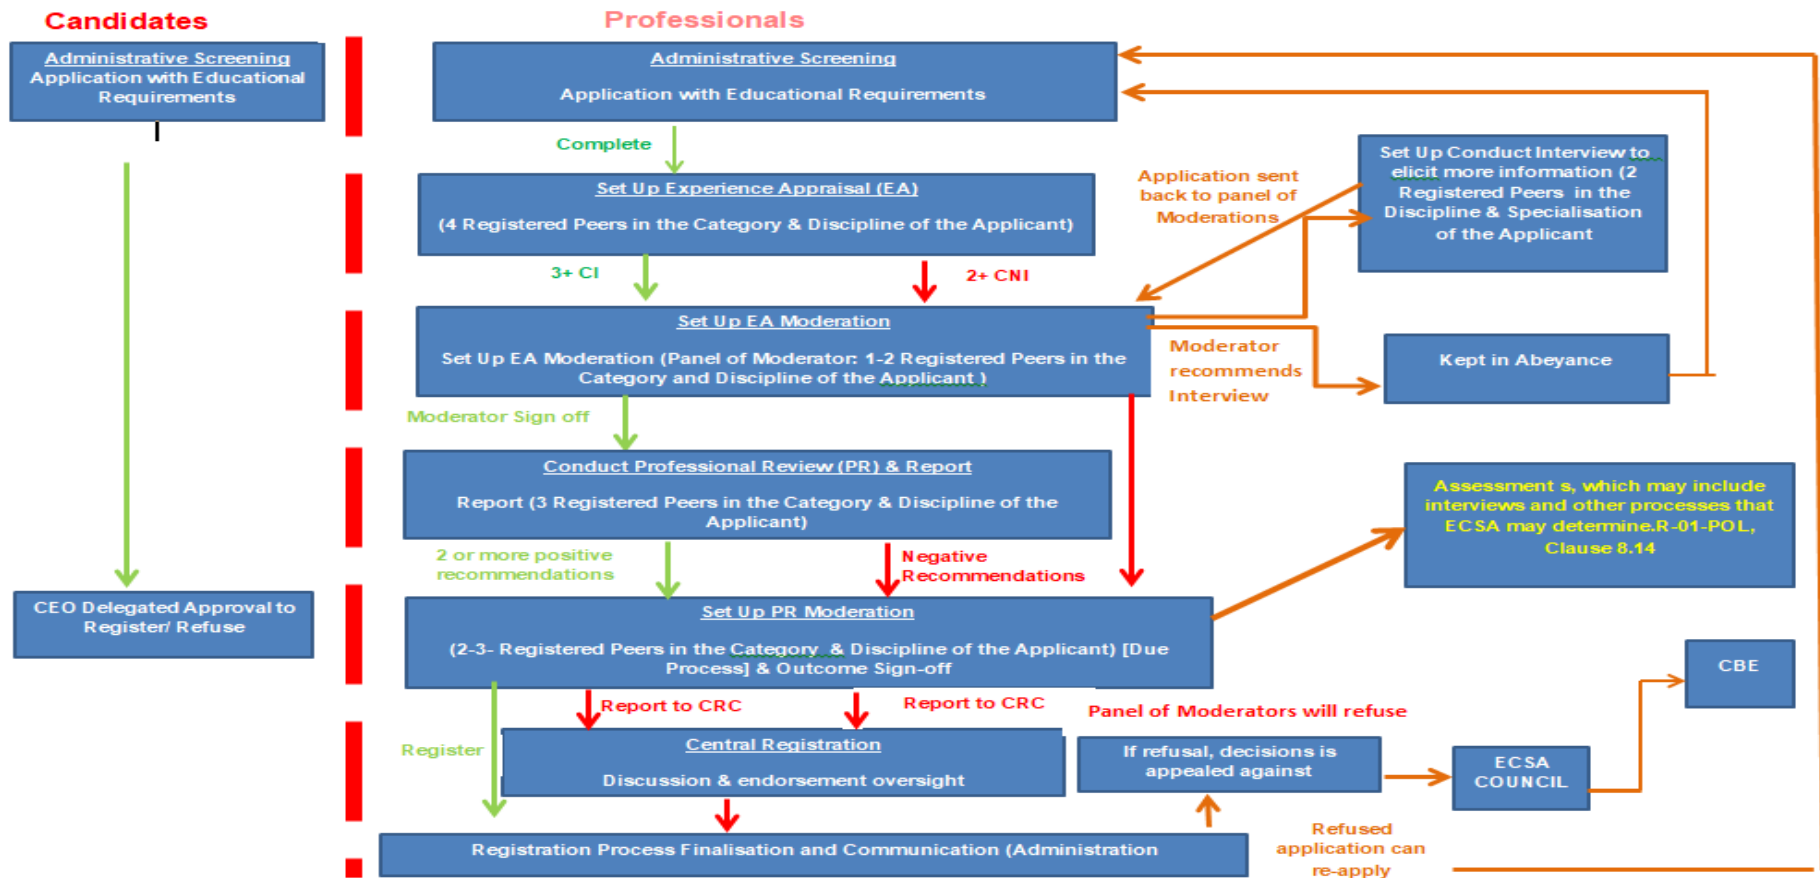 Candidates
Professionals
Administrative Screening
Application with Educational
Requirements
Administrative Screening
Application with Educational Requirements
Complete
Set Up Experience Appraisal (EA)
(4 Registered Peers in the Category & Discipline of the Applicant)
Application sent
back to panel of
Moderations
Set Up Conduct Interview to
elicit more information (2
Registered Peers in the
Discipline & Specialisation
of the Applicant
3+ CI
2+ CNI
Set Up EA Moderation
Set Up EA Moderation (Panel of Moderator: 1-2 Registered Peers in the
Category and Discipline of the Applicant )
Moderator
recommends
Interview
Kept in Abeyance
Moderator Sign off
Conduct Professional Review (PR) & Report
Report (3 Registered Peers in the Category & Discipline of the
Applicant)
Assessment s, which may include
interviews and other processes that
ECSA may determine.R-01-POL,
Clause 8.14
2 or more positive
recommendations
Negative
Recommendations
CEO Delegated Approval to
Register/ Refuse
Set Up PR Moderation
(2-3- Registered Peers in the Category & Discipline of the Applicant) [Due
Process] & Outcome Sign-off
CBE
Report to CRC
Report to CRC
Panel of Moderators will refuse
Register
Central Registration
Discussion & endorsement oversight
If refusal, decisions is
appealed against
ECSA
COUNCIL
Registration Process Finalisation and Communication (Administration
Refused
application can
re-apply